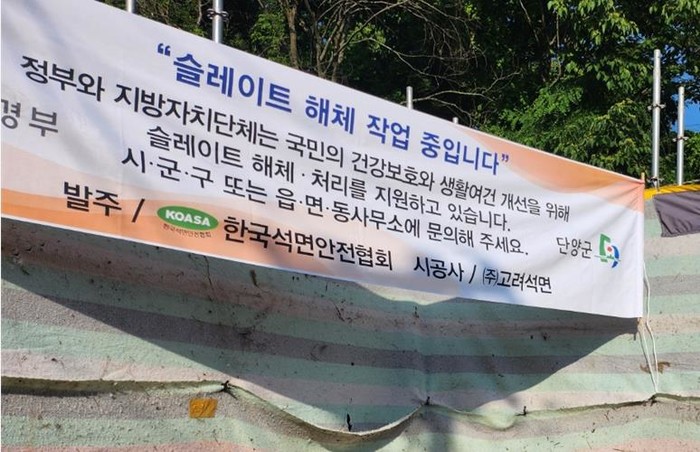 “슬레이트 해체 작업 중입니다”
정부와 지방자치단체는 국민의 건강보호와 생활여건 개선을 위해
경부
슬레이트 해체 · 처리를 지원하고 있습니다.
시·군·구 또는 읍·면·동사무소에 문의해 주세요.
단양군
발주 / KOASA 한국석면안전협회 한국석면안전협회 시공사 / ㈜고려석면